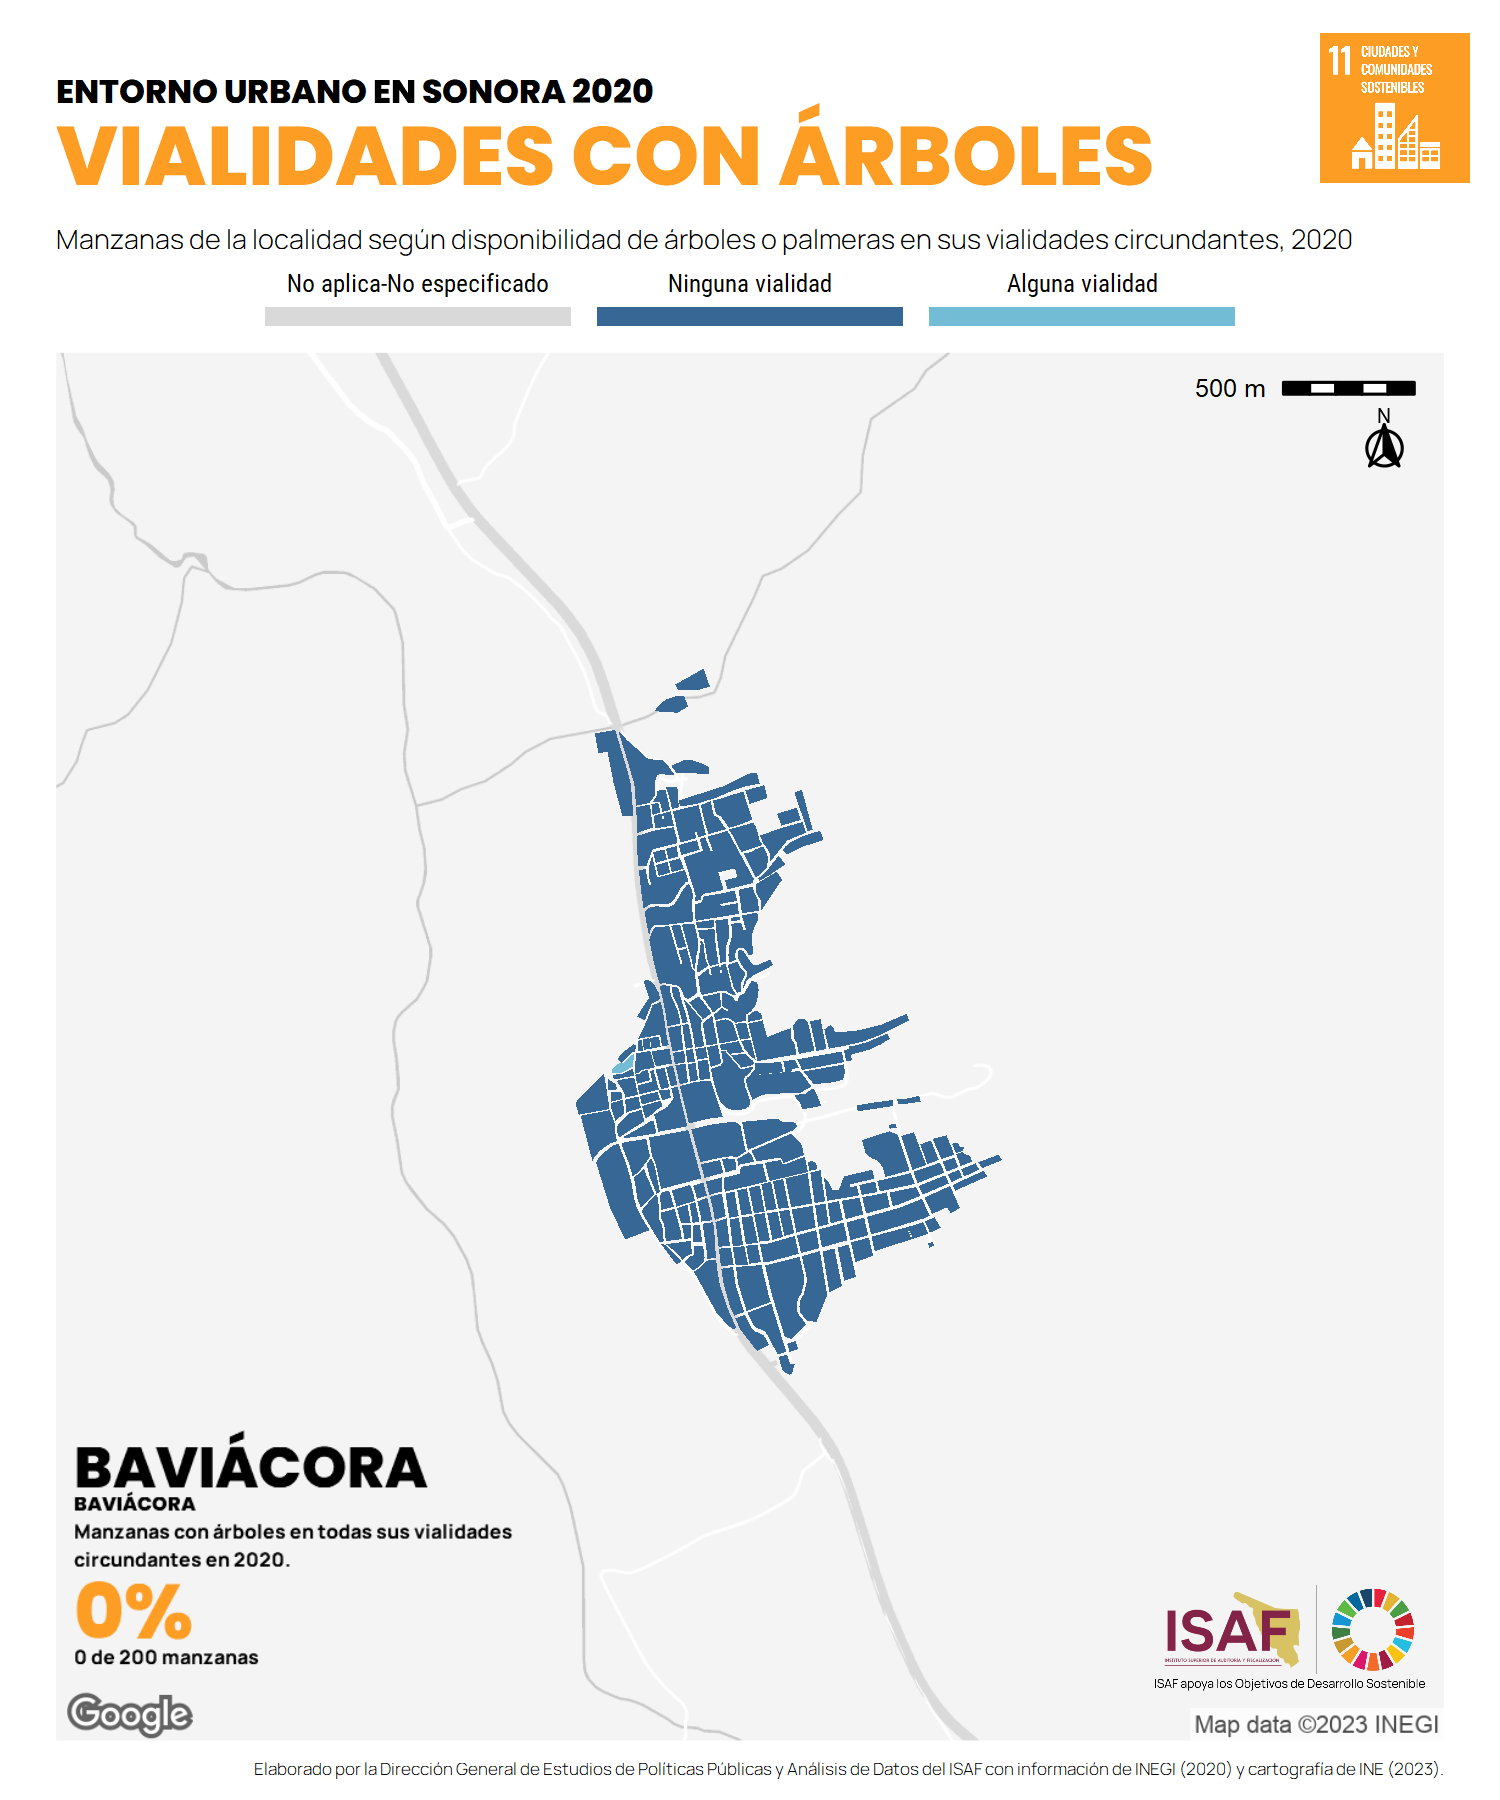 ENTORNO URBANO EN SONORA 2020
VIALIDADES CON ÁRBOLES
11 CIUDADES Y
COMUNIDADES
SOSTENIBLES
Manzanas de la localidad según disponibilidad de árboles o palmeras en sus vialidades circundantes, 2020
No aplica-No especificado
Ninguna vialidad
Alguna vialidad
500 m
N
BAVIÁCORA
BAVIÁCORA
Manzanas con árboles en todas sus vialidades
circundantes en 2020.
0%
0 de 200 manzanas
Google
ISAF
INSTITUTO SUPERIOR DE AUDITORÍA Y FISCALIZACIÓN
ISAF apoya los Objetivos de Desarrollo Sostenible
Map data ©2023 INEGI
Elaborado por la Dirección General de Estudios de Políticas Públicas y Análisis de Datos del ISAF con información de INEGI (2020) y cartografía de INE (2023).